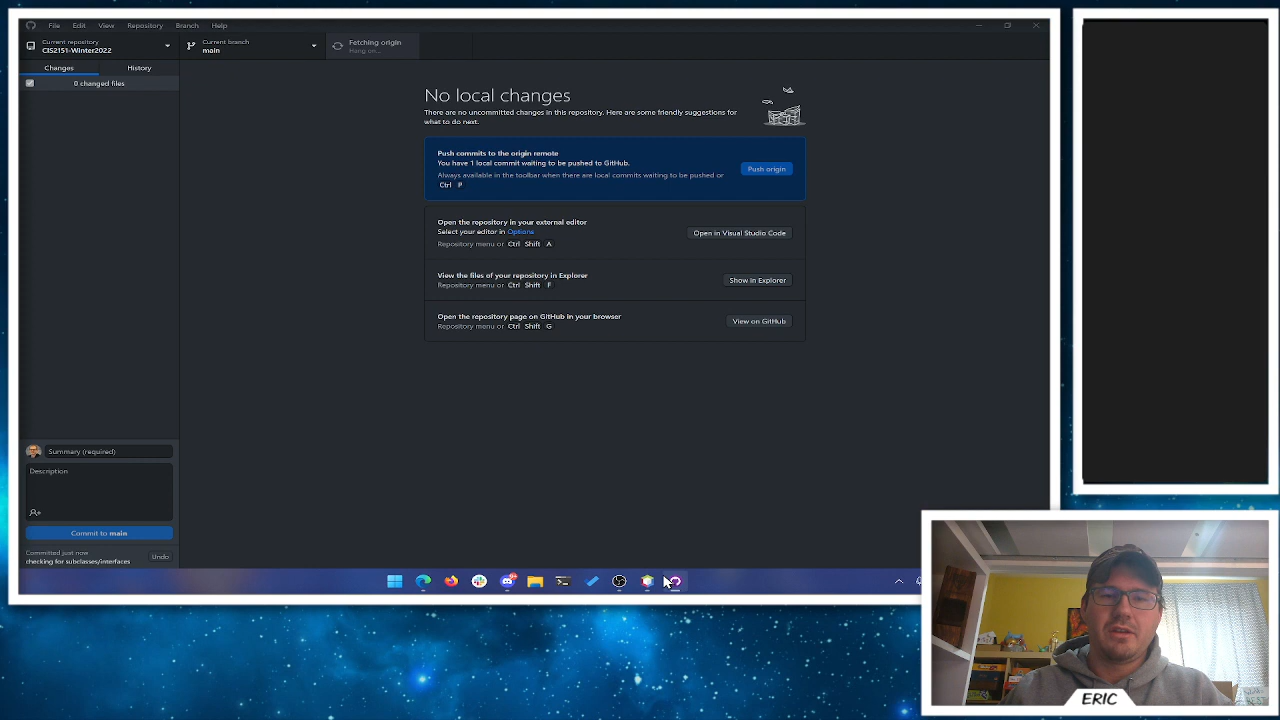 File Edit View Repository Branch Help
Current repository
CIS2151-Winter2022
Current branch
main
Fetching origin
Hang on...
Changes
History
0 changed files
No local changes
There are no uncommitted changes in this repository. Here are some friendly suggestions for
what to do next.
Push commits to the origin remote
You have 1 local commit waiting to be pushed to GitHub.
Always available in the toolbar when there are local commits waiting to be pushed or
Ctrl P
Push origin
Open the repository in your external editor
Select your editor in Options
Repository menu or Ctrl Shift A
Open in Visual Studio Code
View the files of your repository in Explorer
Repository menu or Ctrl Shift F
Show in Explorer
Open the repository page on GitHub in your browser
Repository menu or Ctrl Shift G
View on GitHub
Summary (required)
Description
Commit to main
Committed just now
checking for subclasses/interfaces
Undo
ERIC